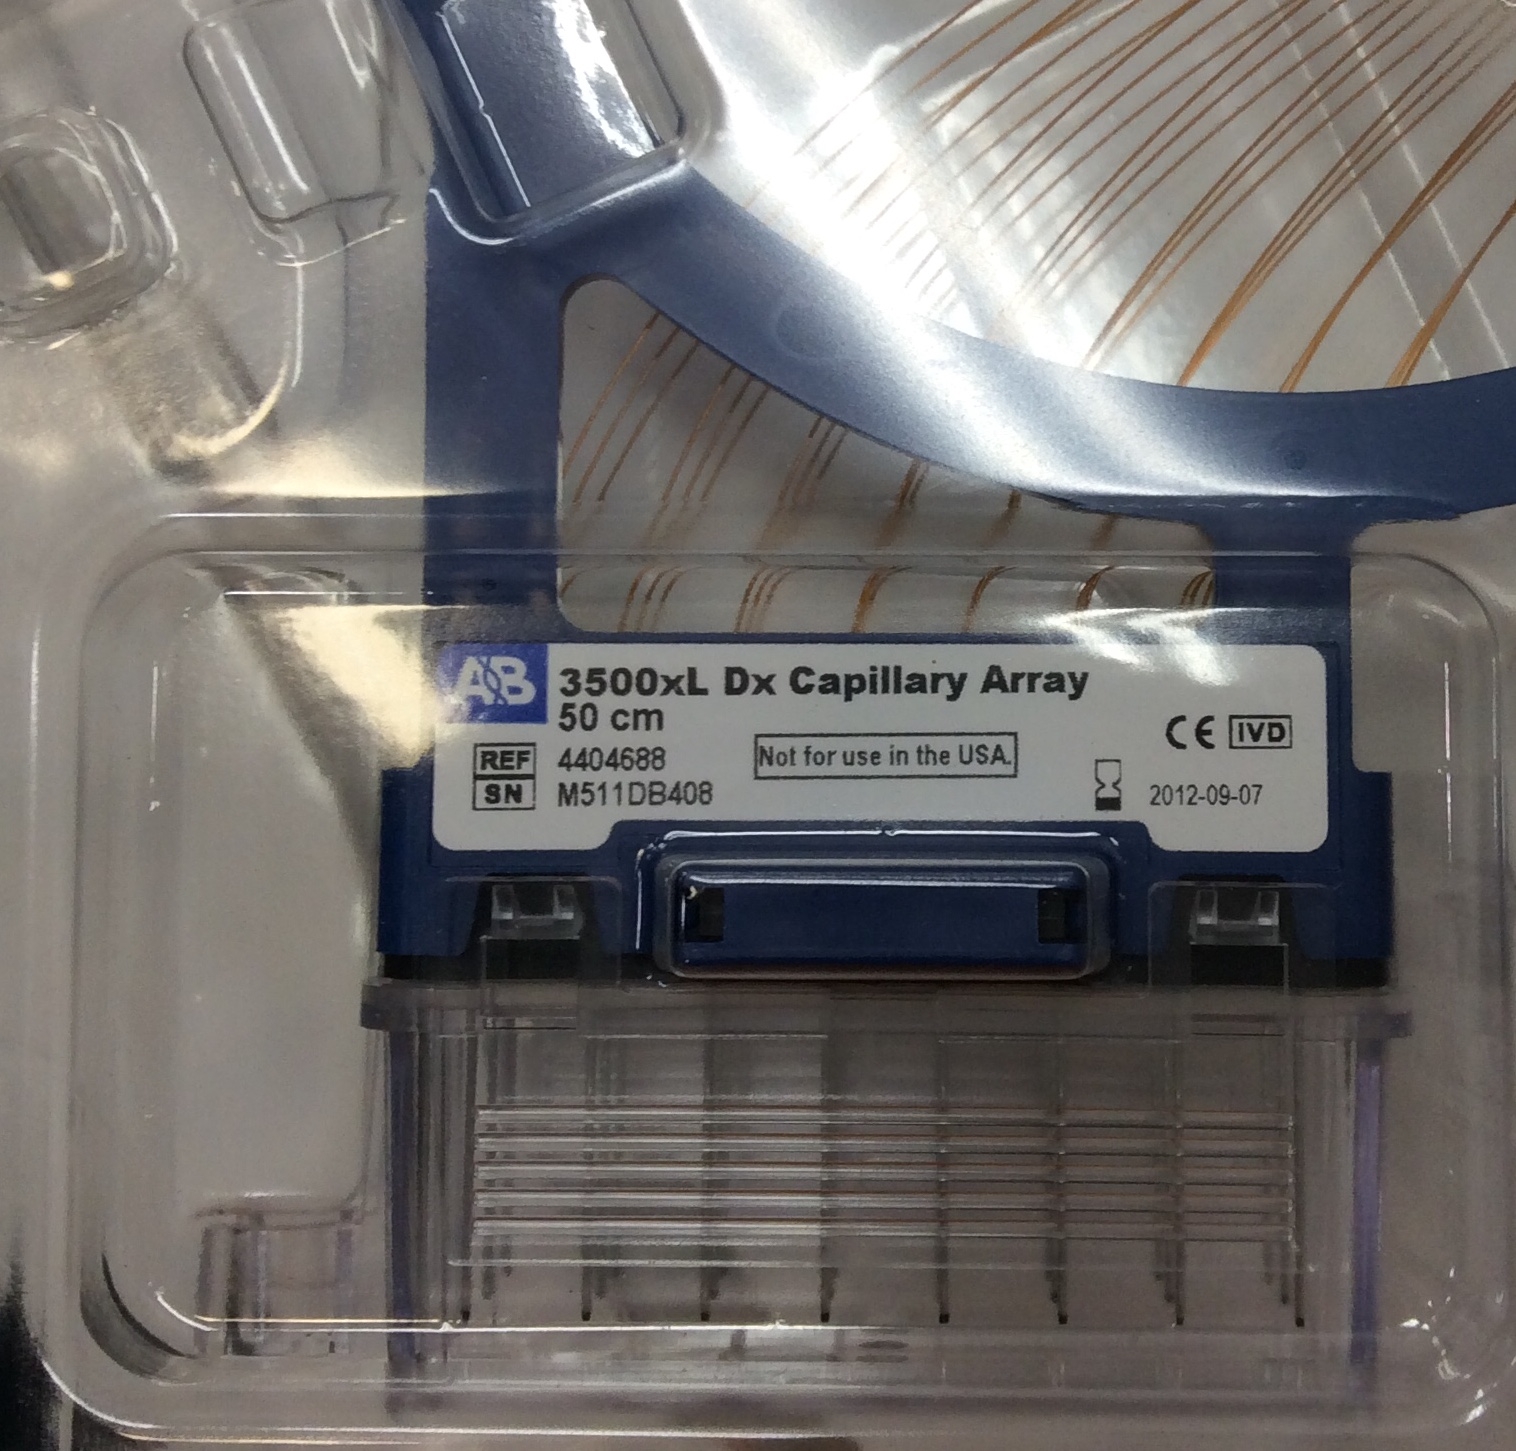 AB
3500xL Dx Capillary Array
50 cm
REF 4404688
SN M511DB408
Not for use in the USA.
CE IVD
2012-09-07